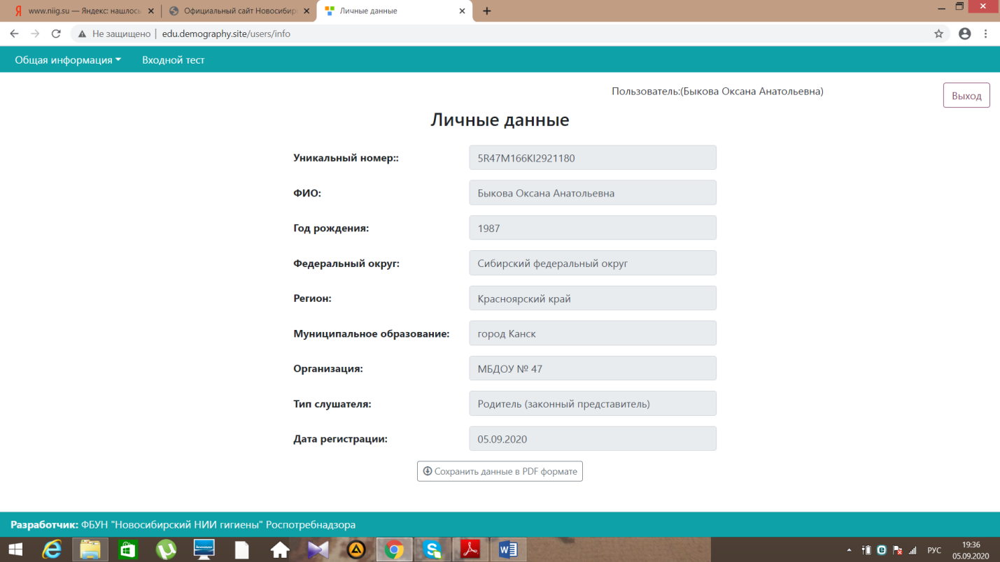 www.niig.su — Яндекс: нашлось
Официальный сайт Новосибир
Личные данные
Не защищено | edu.demography.site/users/info
Общая информация
Входной тест
Пользователь:(Быкова Оксана Анатольевна)
Выход
Личные данные
Уникальный номер:: 5R47M166KI2921180
ФИО: Быкова Оксана Анатольевна
Год рождения: 1987
Федеральный округ: Сибирский федеральный округ
Регион: Красноярский край
Муниципальное образование: город Канск
Организация: МБДОУ № 47
Тип слушателя: Родитель (законный представитель)
Дата регистрации: 05.09.2020
Сохранить данные в PDF формате
Разработчик: ФБУН "Новосибирский НИИ гигиены" Роспотребнадзора
РУС
19:36
05.09.2020